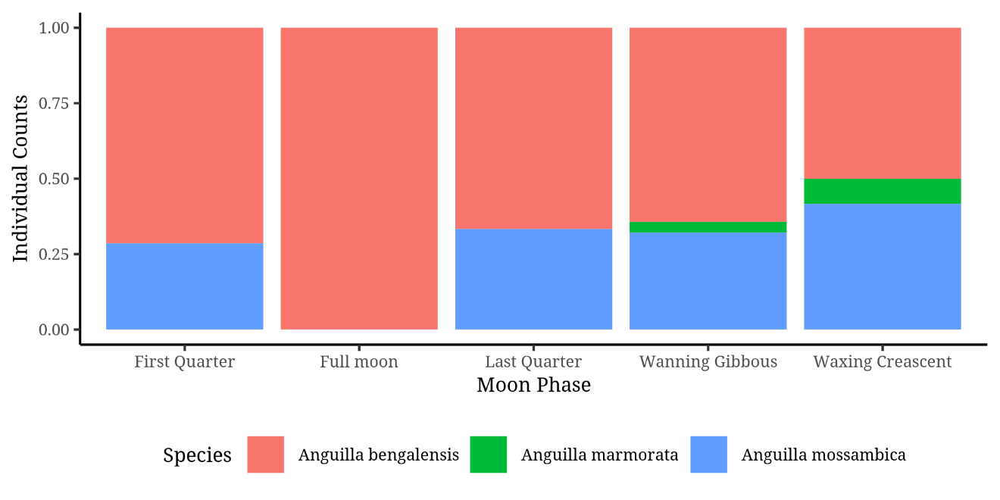 1.00
0.75
0.50
0.25
0.00
Individual Counts
First Quarter Full moon Last Quarter Wanning Gibbous Waxing Creascent
Moon Phase
Species Anguilla bengalensis Anguilla marmorata Anguilla mossambica